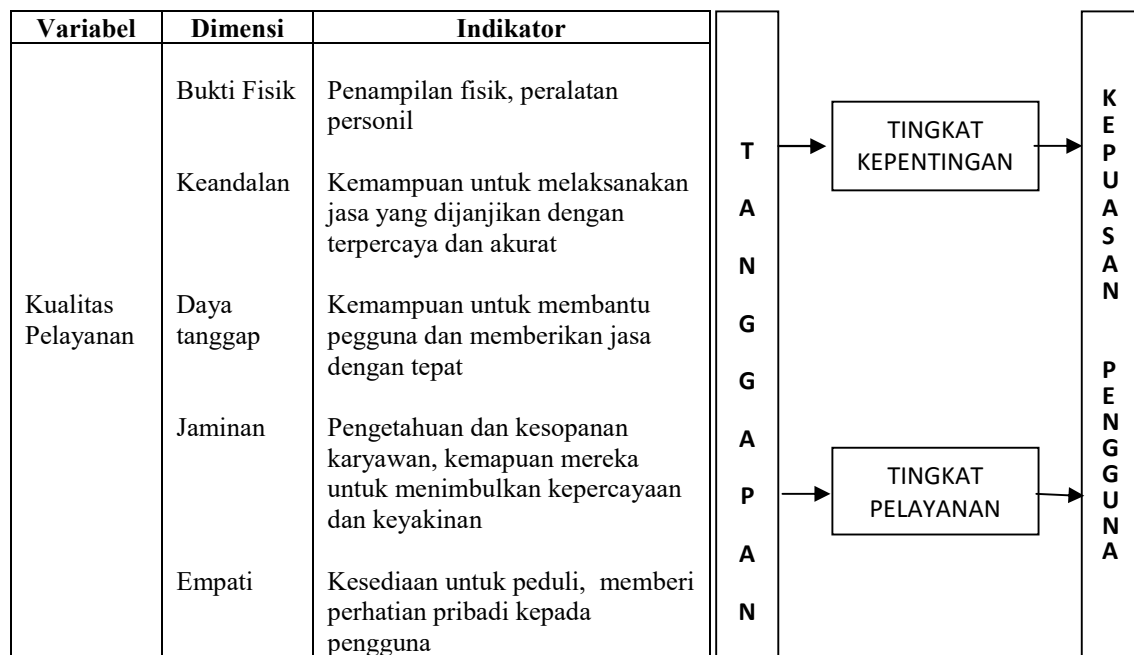 Variabel Dimensi Indikator
Kualitas
Pelayanan
Bukti Fisik
Penampilan fisik, peralatan
personil
Keandalan
Kemampuan untuk melaksanakan
jasa yang dijanjikan dengan
terpercaya dan akurat
Daya
tanggap
Kemampuan untuk membantu
pegguna dan memberikan jasa
dengan tepat
Jaminan
Pengetahuan dan kesopanan
karyawan, kemapuan mereka
untuk menimbulkan kepercayaan
dan keyakinan
Empati
Kesediaan untuk peduli, memberi
perhatian pribadi kepada
pengguna
TANGGAPAN
TINGKAT
KEPENTINGAN
TINGKAT
PELAYANAN
KEPUASAN PENGGUNA